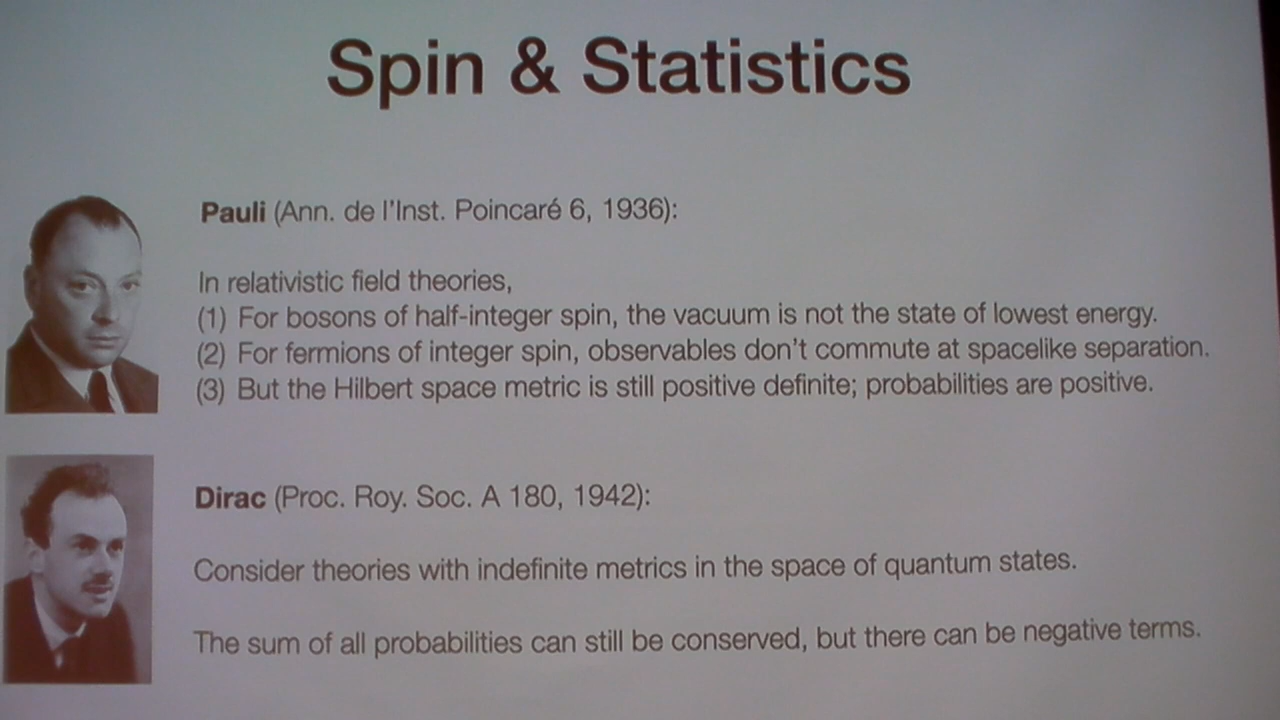 Spin & Statistics
Pauli (Ann. de l'Inst. Poincaré 6, 1936):
In relativistic field theories,
(1) For bosons of half-integer spin, the vacuum is not the state of lowest energy.
(2) For fermions of integer spin, observables don't commute at spacelike separation.
(3) But the Hilbert space metric is still positive definite; probabilities are positive.
Dirac (Proc. Roy. Soc. A 180, 1942):
Consider theories with indefinite metrics in the space of quantum states.
The sum of all probabilities can still be conserved, but there can be negative terms.